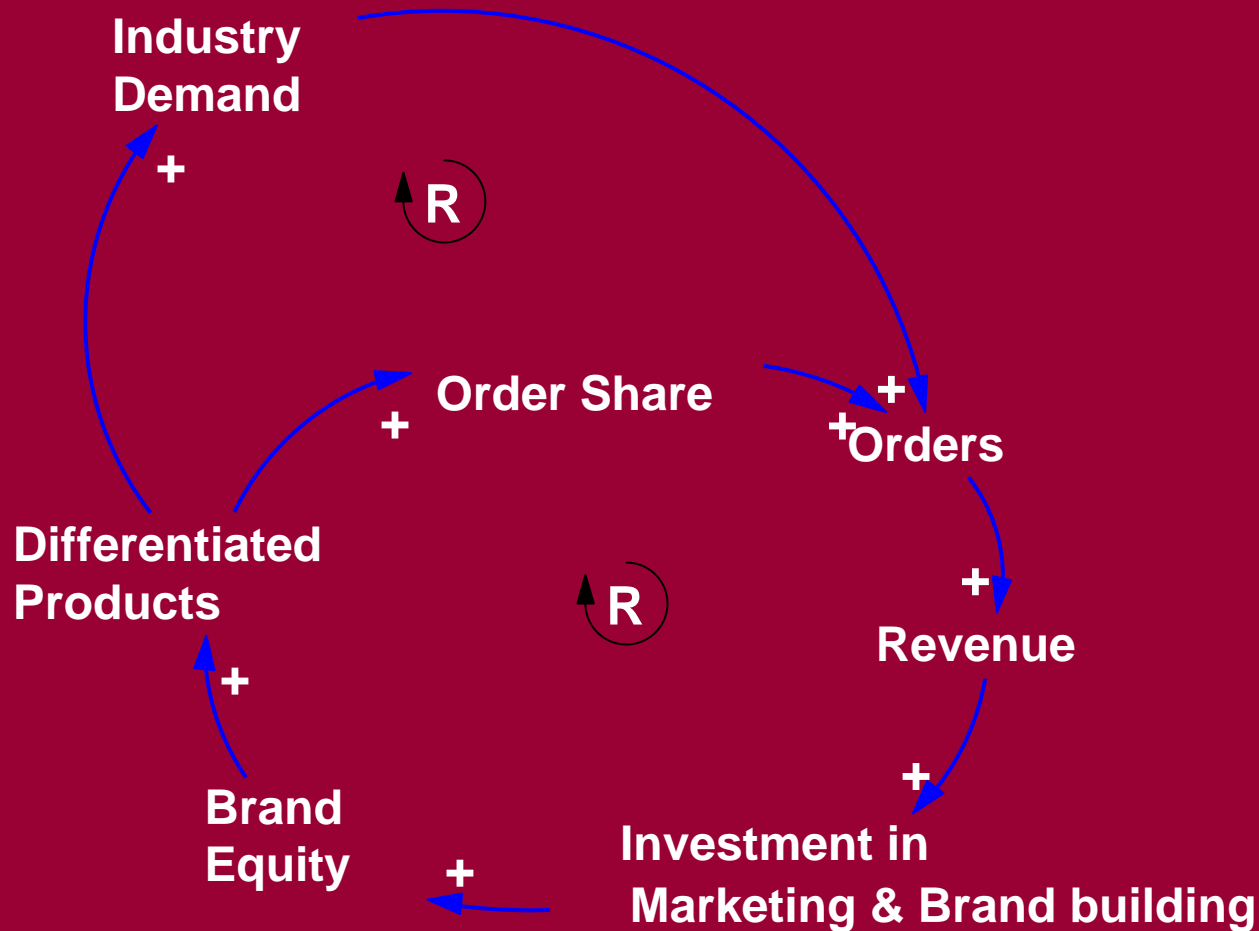 Industry
Demand
+
R
Order Share
+
+
+
Orders
Differentiated
Products
+
R
Revenue
+
+
Brand
Equity
+
Investment in
Marketing & Brand building